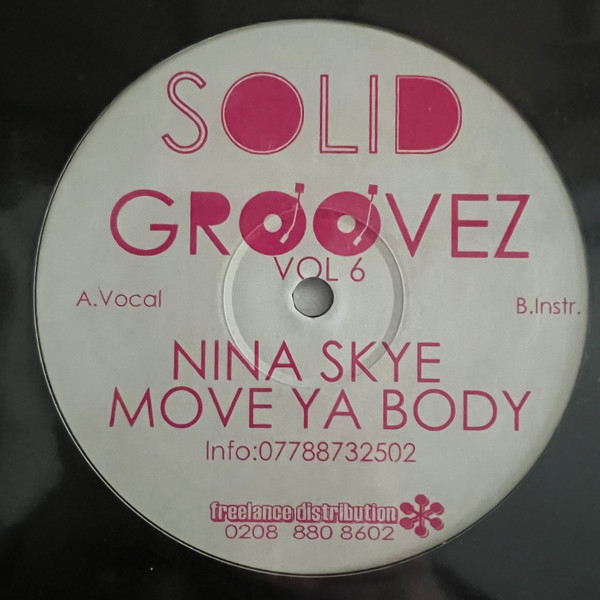 SOLID
GROOVEZ
VOL 6
A.Vocal
B.Instr.
NINA SKYE
MOVE YA BODY
Info:07788732502
freelance distribution
0208 880 8602